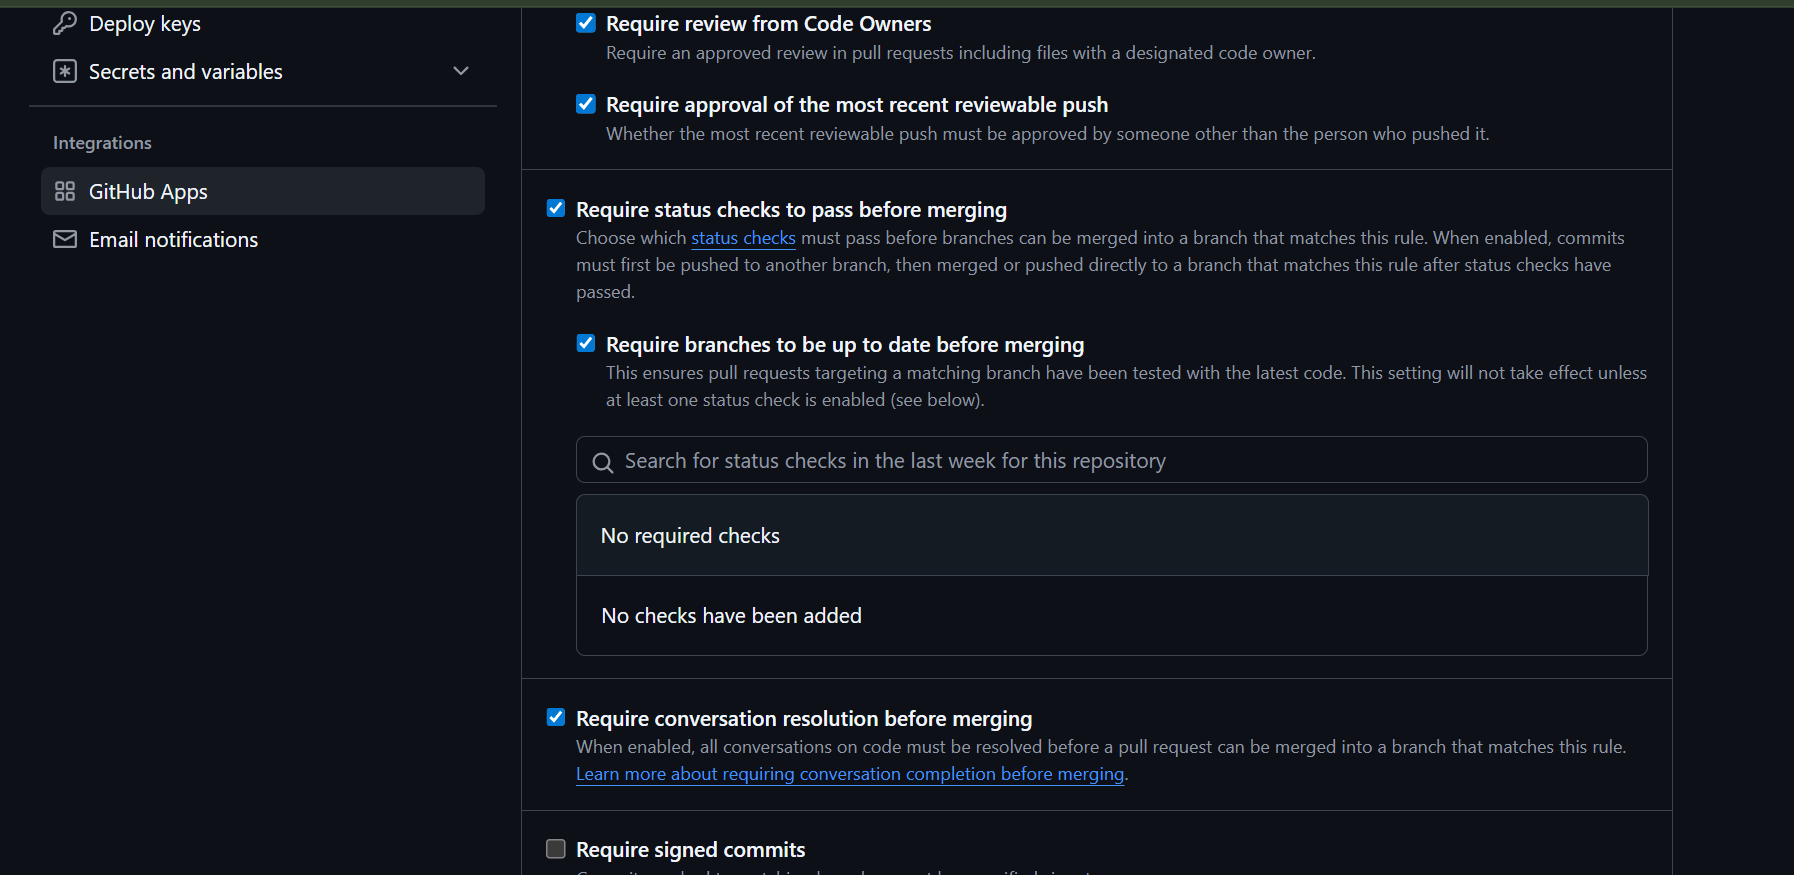 Deploy keys
Secrets and variables
Integrations
GitHub Apps
Email notifications
Require review from Code Owners
Require an approved review in pull requests including files with a designated code owner.
Require approval of the most recent reviewable push
Whether the most recent reviewable push must be approved by someone other than the person who pushed it.
Require status checks to pass before merging
Choose which status checks must pass before branches can be merged into a branch that matches this rule. When enabled, commits
must first be pushed to another branch, then merged or pushed directly to a branch that matches this rule after status checks have
passed.
Require branches to be up to date before merging
This ensures pull requests targeting a matching branch have been tested with the latest code. This setting will not take effect unless
at least one status check is enabled (see below).
Search for status checks in the last week for this repository
No required checks
No checks have been added
Require conversation resolution before merging
When enabled, all conversations on code must be resolved before a pull request can be merged into a branch that matches this rule.
Learn more about requiring conversation completion before merging.
Require signed commits